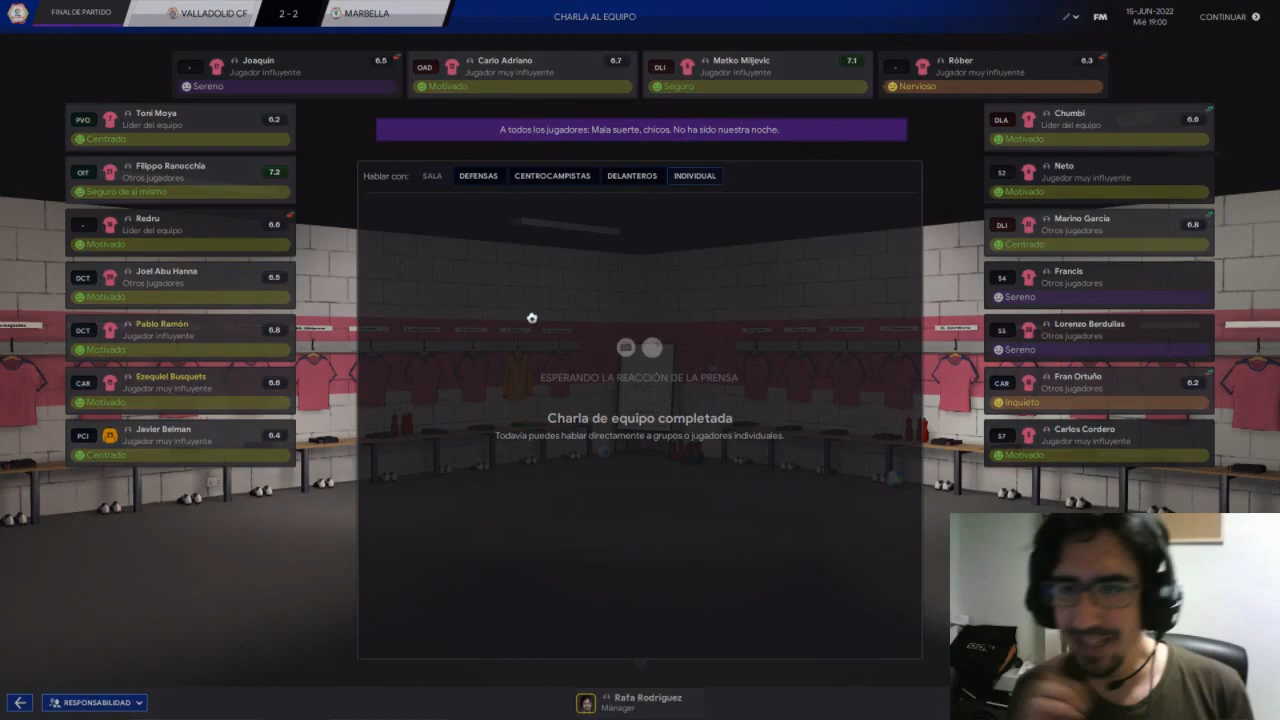 FINAL DE PARTIDO
VALLADOLID CF
2 - 2
MARBELLA
CHARLA AL EQUIPO
FM
15-JUN-2022
Mié 19:00
CONTINUAR
- Joaquín 6.5
Jugador influyente
Sereno
OAD Carlo Adriano 6.7
Jugador muy influyente
Motivado
DLI Matko Miljevic 7.1
Jugador influyente
Seguro
- Róber 6.3
Jugador muy influyente
Nervioso
PVO Toni Moya 6.2
Líder del equipo
Centrado
OIT Filippo Ranocchia 7.2
Otros jugadores
Seguro de sí mismo
- Redru 6.6
Líder del equipo
Motivado
DCT Joel Abu Hanna 6.5
Otros jugadores
Motivado
DCT Pablo Ramón 6.8
Jugador influyente
Motivado
CAR Ezequiel Busquets 6.6
Jugador muy influyente
Motivado
PCI Javier Belman 6.4
Jugador muy influyente
Centrado
A todos los jugadores: Mala suerte, chicos. No ha sido nuestra noche.
Hablar con: SALA DEFENSAS CENTROCAMPISTAS DELANTEROS INDIVIDUAL
ESPERANDO LA REACCIÓN DE LA PRENSA
Charla de equipo completada
Todavía puedes hablar directamente a grupos o jugadores individuales.
DLA Chumbi 6.6
Líder del equipo
Motivado
S2 Neto
Jugador muy influyente
Motivado
DLI Marino García 6.8
Otros jugadores
Centrado
S4 Francis
Otros jugadores
Sereno
S5 Lorenzo Berdullas
Otros jugadores
Sereno
CAR Fran Ortuño 6.2
Otros jugadores
Inquieto
S7 Carlos Cordero
Jugador muy influyente
Motivado
RESPONSABILIDAD
Rafa Rodríguez
Mánager